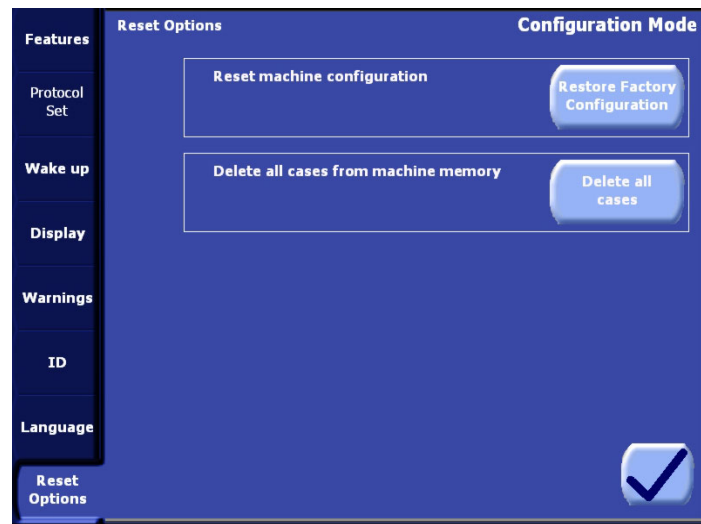 Reset Options
Configuration Mode
Features
Protocol
Set
Wake up
Display
Warnings
ID
Language
Reset
Options
Reset machine configuration
Restore Factory
Configuration
Delete all cases from machine memory
Delete all
cases